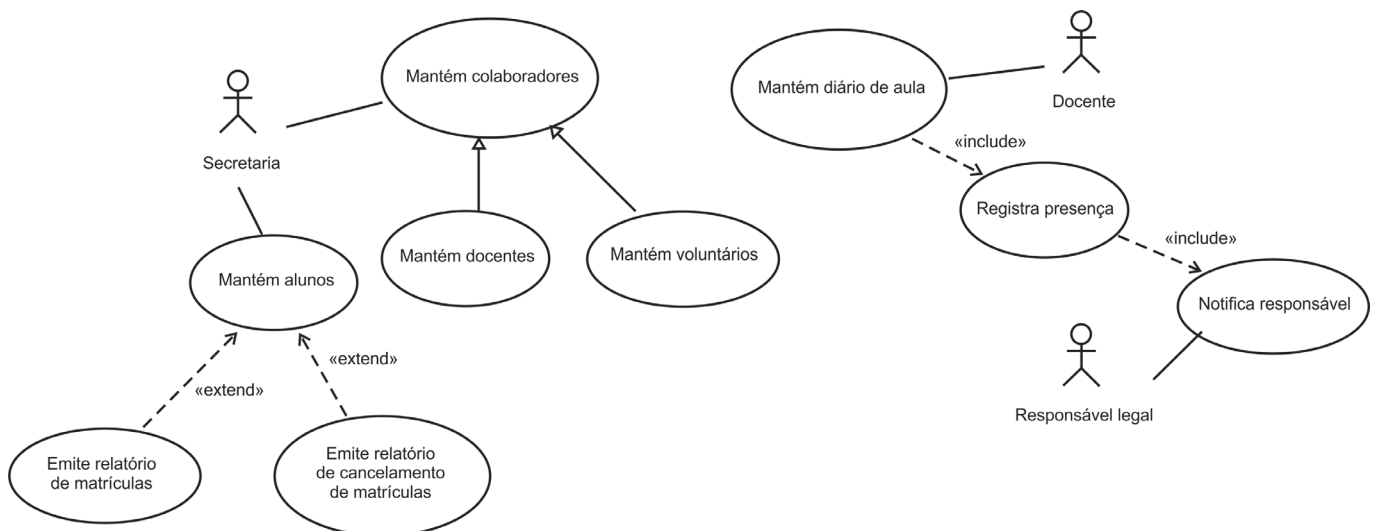 Mantém colaboradores
Secretaria
Mantém docentes
Mantém voluntários
Mantém alunos
«extend»
«extend»
Emite relatório
de matrículas
Emite relatório
de cancelamento
de matrículas
Mantém diário de aula
Docente
«include»
Registra presença
«include»
Notifica responsável
Responsável legal